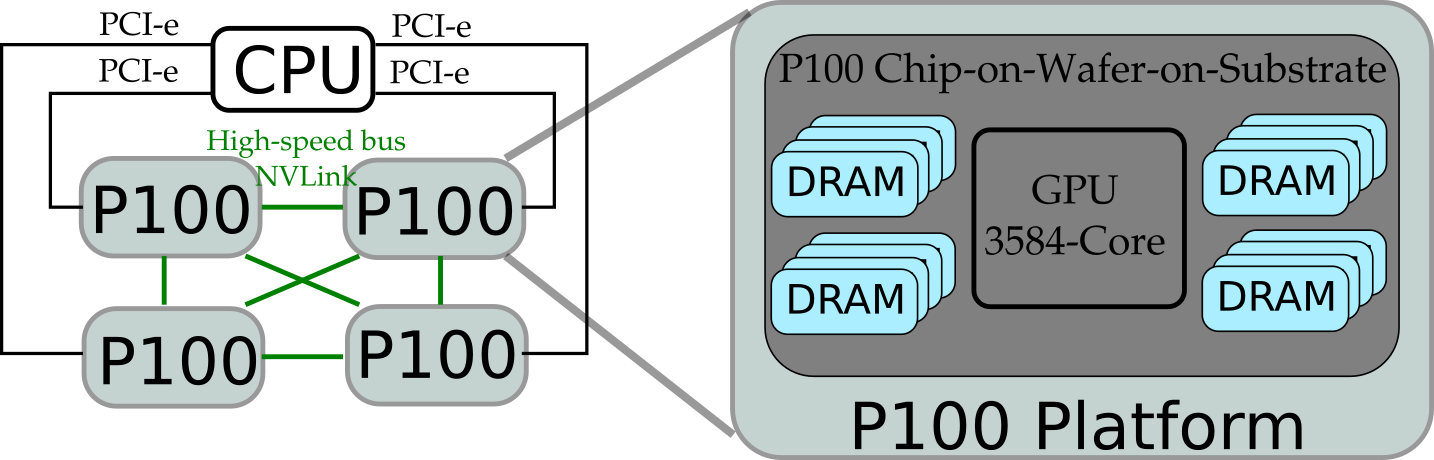 PCI-e
PCI-e
PCI-e
PCI-e
CPU
High-speed bus
NVLink
P100
P100
P100
P100
P100 Chip-on-Wafer-on-Substrate
DRAM
DRAM
GPU
3584-Core
DRAM
DRAM
P100 Platform